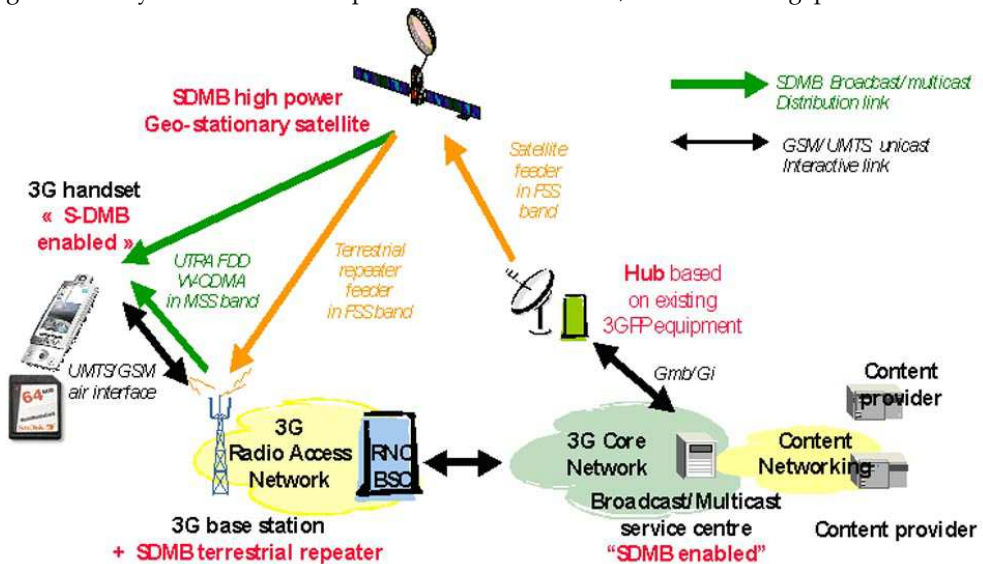 SDMB high power
Geo-stationary satellite
SDMB Broadcast/multicast
Distribution link
GSM/UMTS unicast
Interactive link
Satellite
feeder
in FSS
band
3G handset
« S-DMB
enabled »
UTRA FDD
W-CDMA
in MSS band
Terrestrial
repeater
feeder
in FSS band
Hub based
on existing
3GPP equipment
UMTS/GSM
air interface
64
SanDisk
Gmb/Gi
Content
provider
3G
Radio Access
Network
RNC
BSC
3G Core
Network
Content
Networking
Broadcast/Multicast
service centre
"SDMB enabled"
3G base station
+ SDMB terrestrial repeater
Content provider